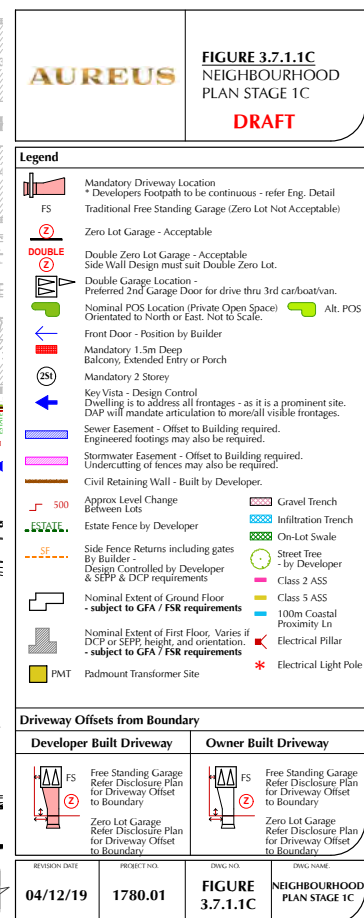 AUREUS
FIGURE 3.7.1.1C
NEIGHBOURHOOD
PLAN STAGE 1C
DRAFT
Legend
Mandatory Driveway Location
* Developers Footpath to be continuous - refer Eng. Detail
FS Traditional Free Standing Garage (Zero Lot Not Acceptable)
Z Zero Lot Garage - Acceptable
DOUBLE Double Zero Lot Garage - Acceptable
Z Side Wall Design must suit Double Zero Lot.
Double Garage Location -
Preferred 2nd Garage Door for drive thru 3rd car/boat/van.
Nominal POS Location (Private Open Space) Alt. POS
Orientated to North or East. Not to Scale.
Front Door - Position by Builder
Mandatory 1.5m Deep
Balcony, Extended Entry or Porch
2St Mandatory 2 Storey
Key Vista - Design Control
Dwelling is to address all frontages - as it is a prominent site.
DAP will mandate articulation to more/all visible frontages.
Sewer Easement - Offset to Building required.
Engineered footings may also be required.
Stormwater Easement - Offset to Building required.
Undercutting of fences may also be required.
Civil Retaining Wall - Built by Developer.
500 Approx Level Change
Between Lots
ESTATE Estate Fence by Developer
SF Side Fence Returns including gates
By Builder -
Design Controlled by Developer
& SEPP & DCP requirements
Nominal Extent of Ground Floor
- subject to GFA / FSR requirements
Nominal Extent of First Floor, Varies if
DCP or SEPP, height, and orientation.
- subject to GFA / FSR requirements
PMT Padmount Transformer Site
Gravel Trench
Infiltration Trench
On-Lot Swale
Street Tree
- by Developer
Class 2 ASS
Class 5 ASS
100m Coastal
Proximity Ln
Electrical Pillar
* Electrical Light Pole
Driveway Offsets from Boundary
Developer Built Driveway
FS Free Standing Garage
Refer Disclosure Plan
for Driveway Offset
to Boundary
Z Zero Lot Garage
Refer Disclosure Plan
for Driveway Offset
to Boundary
Owner Built Driveway
FS Free Standing Garage
Refer Disclosure Plan
for Driveway Offset
to Boundary
Z Zero Lot Garage
Refer Disclosure Plan
for Driveway Offset
to Boundary
REVISION DATE
04/12/19
PROJECT NO.
1780.01
DWG NO.
FIGURE
3.7.1.1C
DWG NAME.
NEIGHBOURHOOD
PLAN STAGE 1C